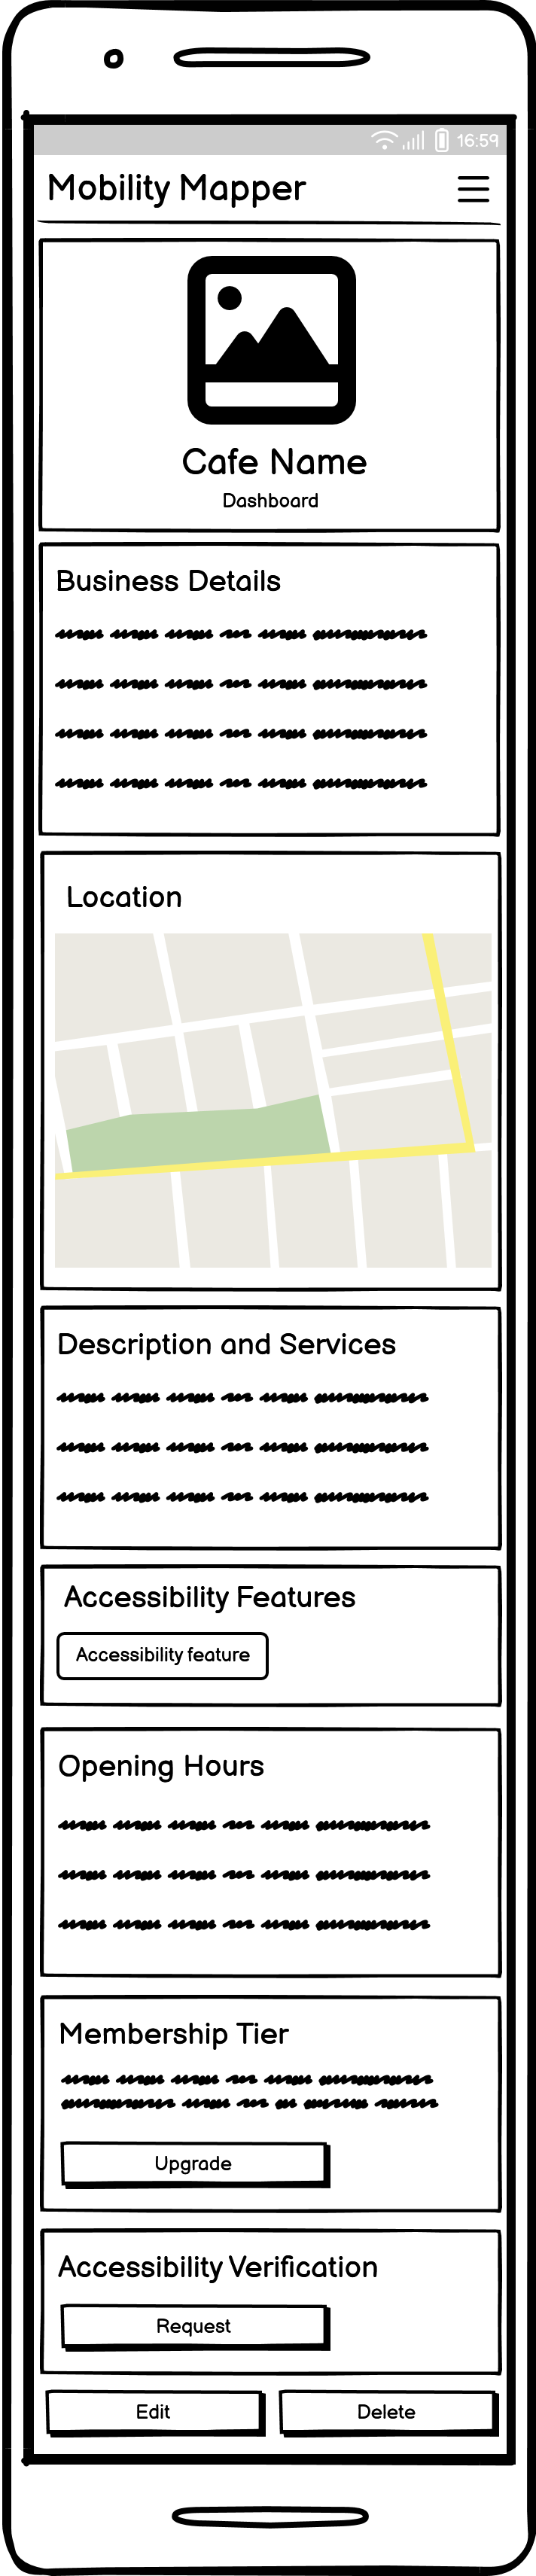 16:59
Mobility Mapper
Cafe Name
Dashboard
Business Details
Location
Description and Services
Accessibility Features
Accessibility feature
Opening Hours
Membership Tier
Upgrade
Accessibility Verification
Request
Edit
Delete